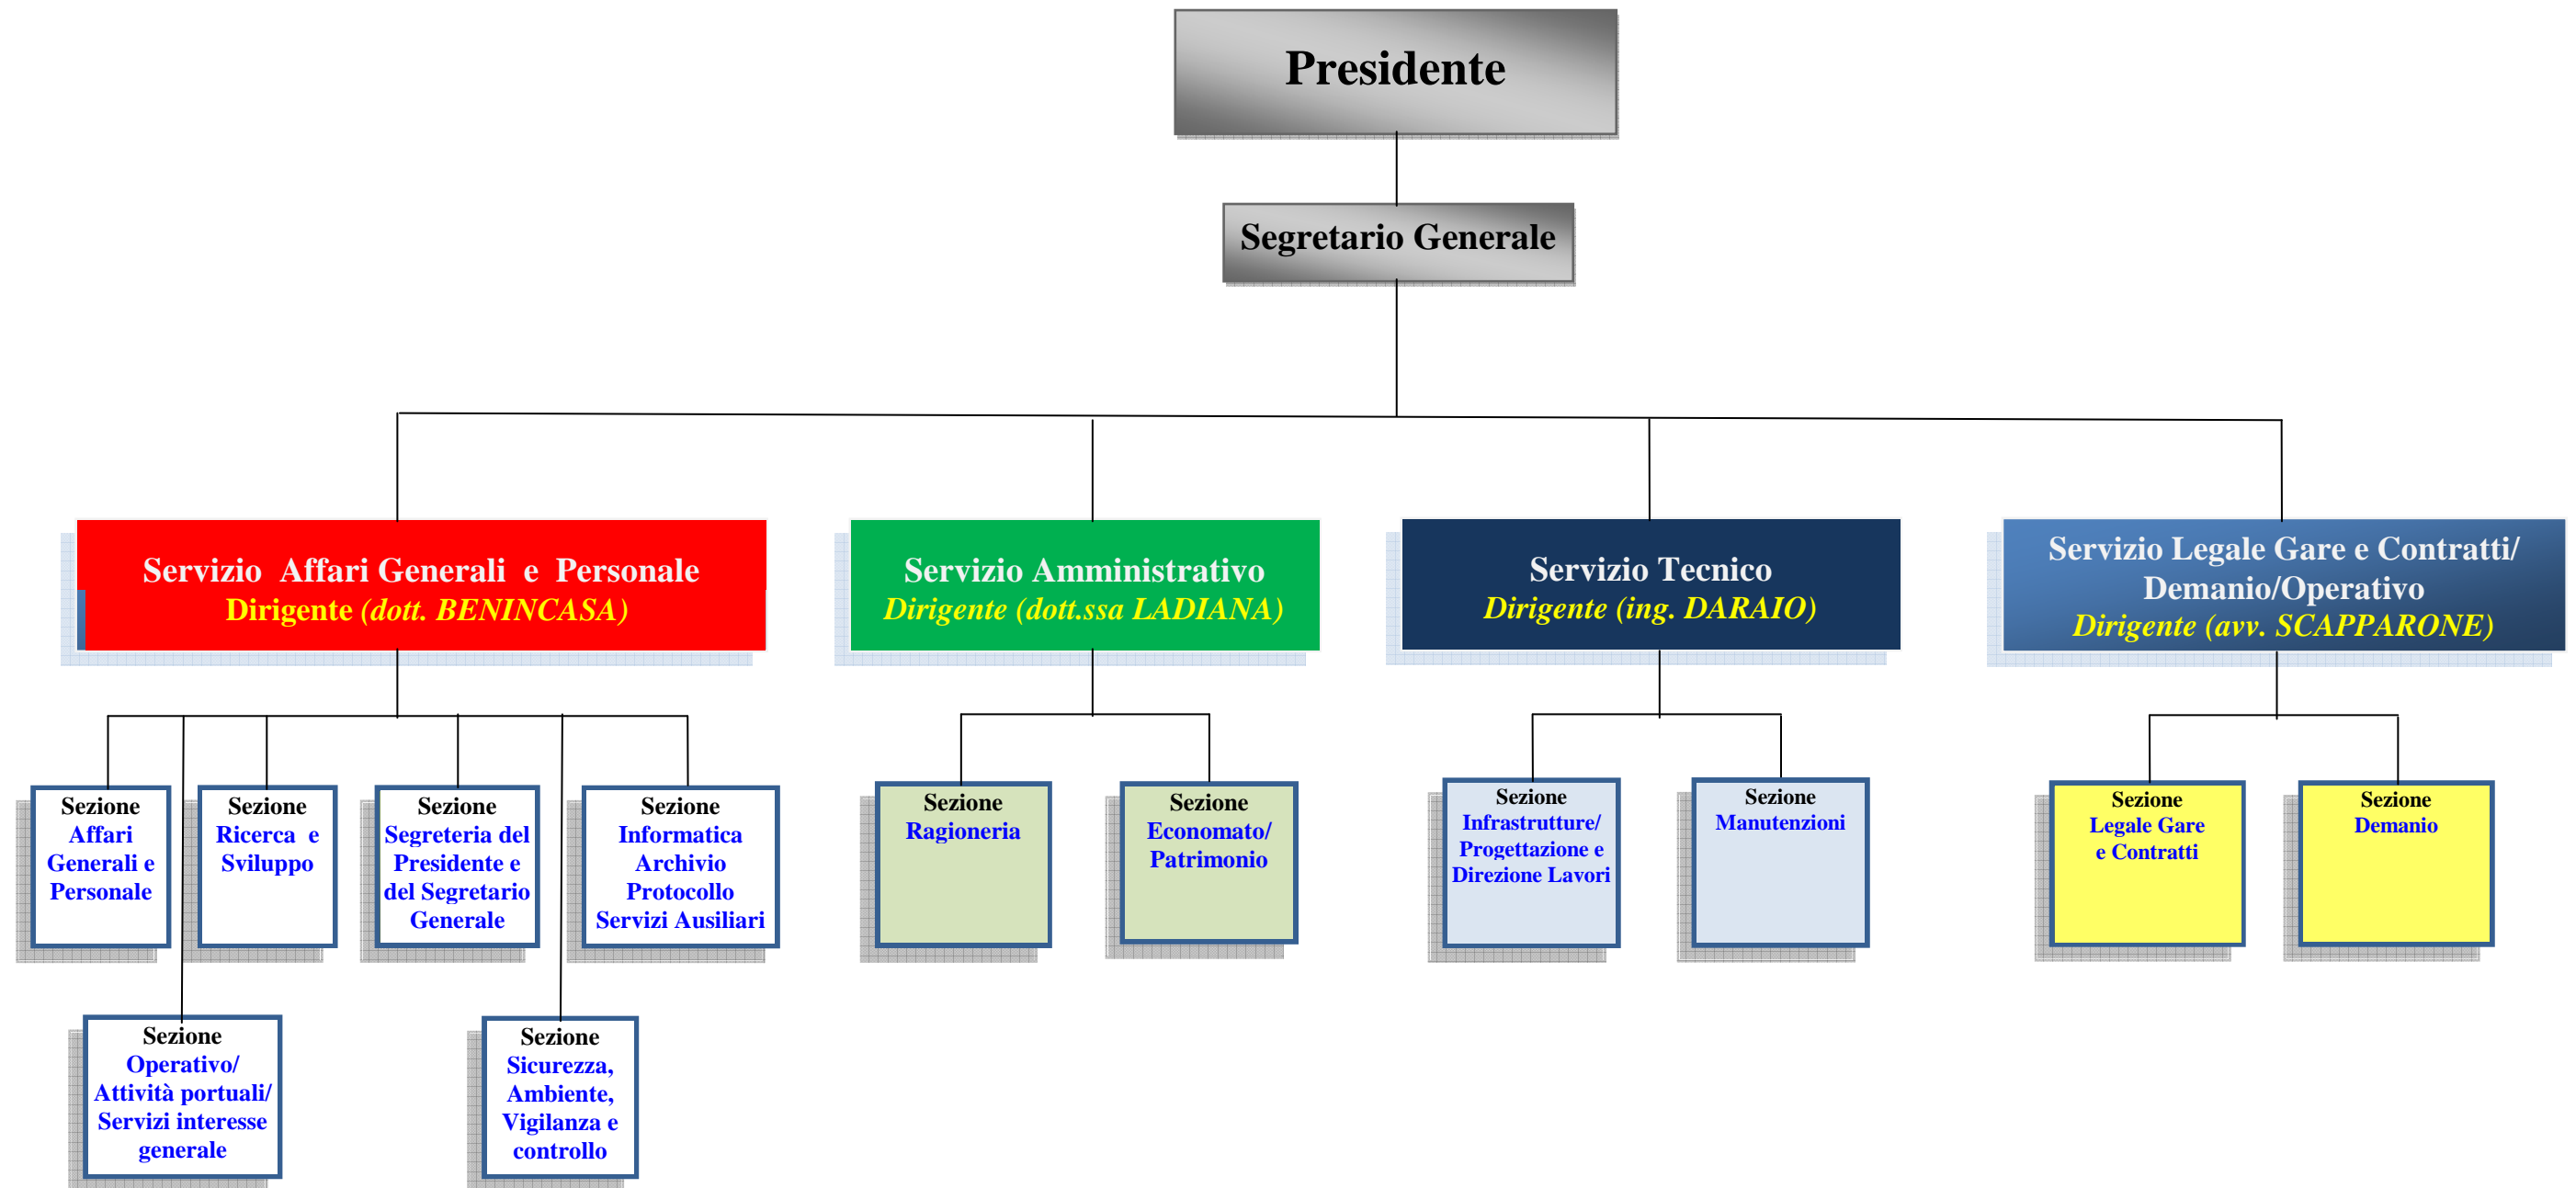 Presidente
Segretario Generale
Servizio Affari Generali e Personale
Dirigente (dott. BENINCASA)
Servizio Amministrativo
Dirigente (dott.ssa LADIANA)
Servizio Tecnico
Dirigente (ing. DARAIO)
Servizio Legale Gare e Contratti/
Demanio/Operativo
Dirigente (avv. SCAPPARONE)
Sezione
Affari
Generali e
Personale
Sezione
Ricerca e
Sviluppo
Sezione
Segreteria del
Presidente e
del Segretario
Generale
Sezione
Informatica
Archivio
Protocollo
Servizi Ausiliari
Sezione
Ragioneria
Sezione
Economato/
Patrimonio
Sezione
Infrastrutture/
Progettazione e
Direzione Lavori
Sezione
Manutenzioni
Sezione
Legale Gare
e Contratti
Sezione
Demanio
Sezione
Operativo/
Attività portuali/
Servizi interesse
generale
Sezione
Sicurezza,
Ambiente,
Vigilanza e
controllo